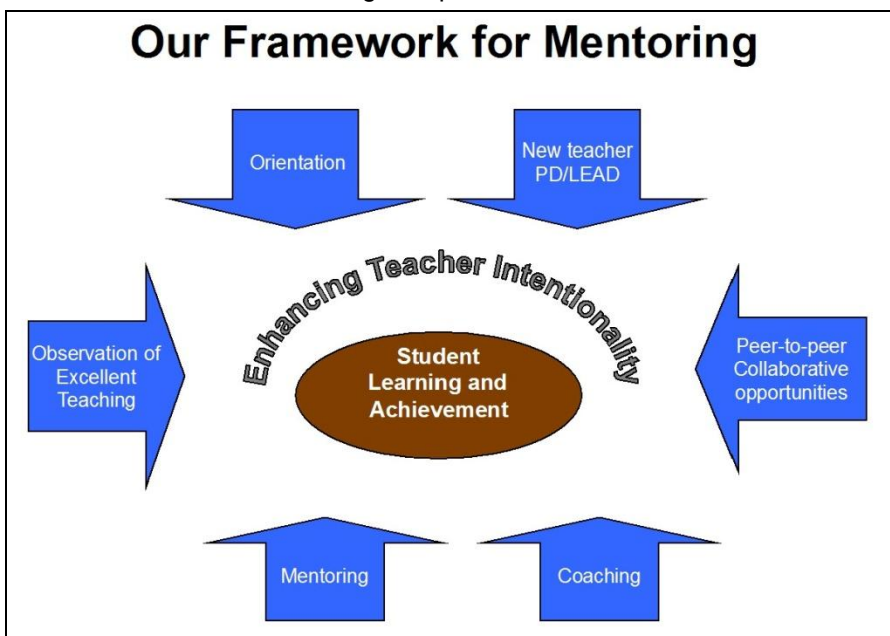 Our Framework for Mentoring
Orientation
New teacher
PD/LEAD
Enhancing Teacher Intentionality
Observation of
Excellent
Teaching
Student
Learning and
Achievement
Peer-to-peer
Collaborative
opportunities
Mentoring
Coaching